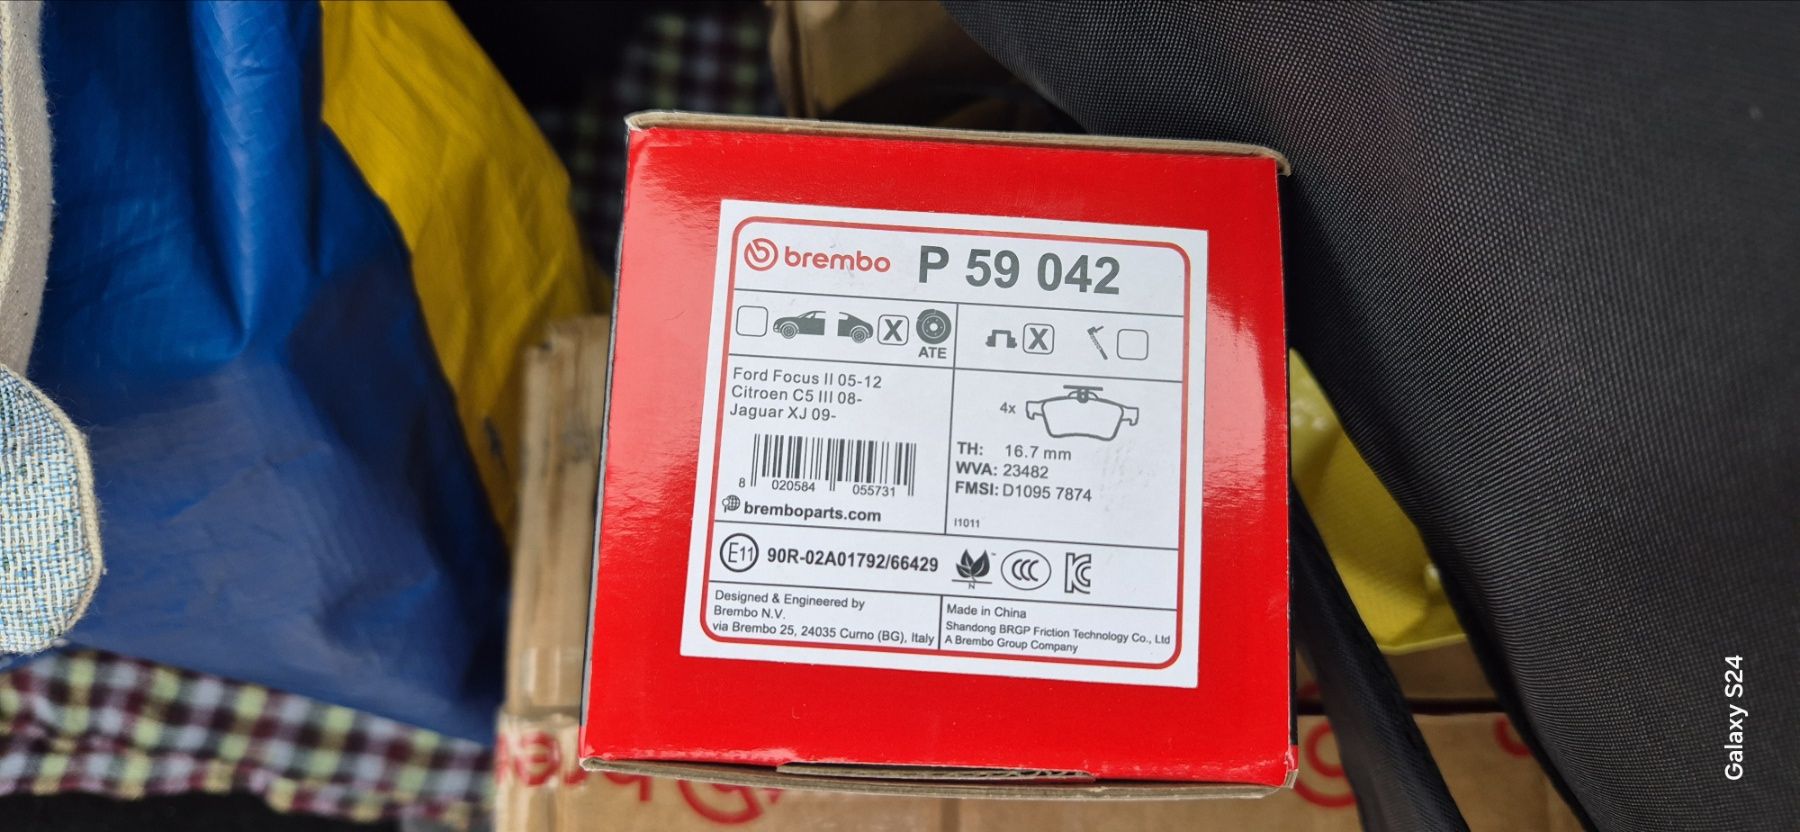 brembo P 59 042
X
ATE
X
Ford Focus II 05-12
Citroen C5 III 08-
Jaguar XJ 09-
8 020584 055731
bremboparts.com
4x
TH: 16.7 mm
WVA: 23482
FMSI: D1095 7874
I1011
E11 90R-02A01792/66429
N
CCC
KC
Designed & Engineered by
Brembo N.V.
via Brembo 25, 24035 Curno (BG), Italy
Made in China
Shandong BRGP Friction Technology Co., Ltd
A Brembo Group Company
Galaxy S24